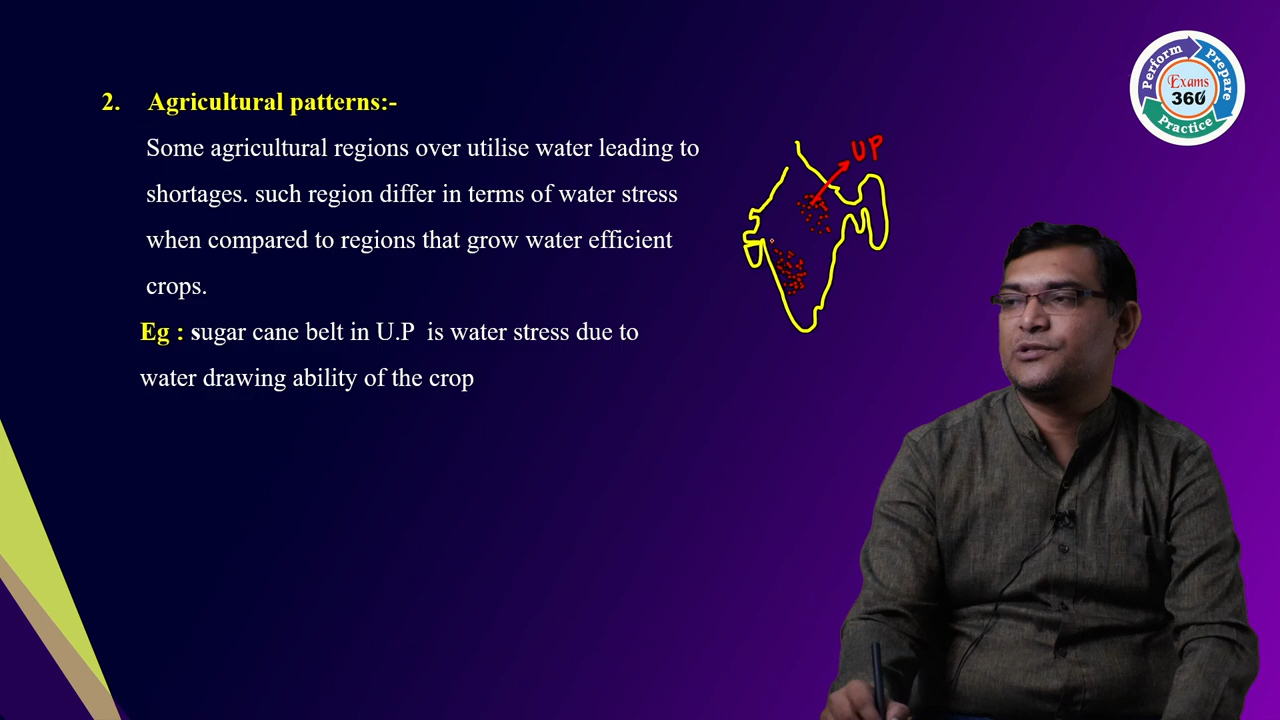 2. Agricultural patterns:-
Some agricultural regions over utilise water leading to
shortages. such region differ in terms of water stress
when compared to regions that grow water efficient
crops.
Eg : sugar cane belt in U.P is water stress due to
water drawing ability of the crop
UP
Perform
Prepare
Practice
Exams
360